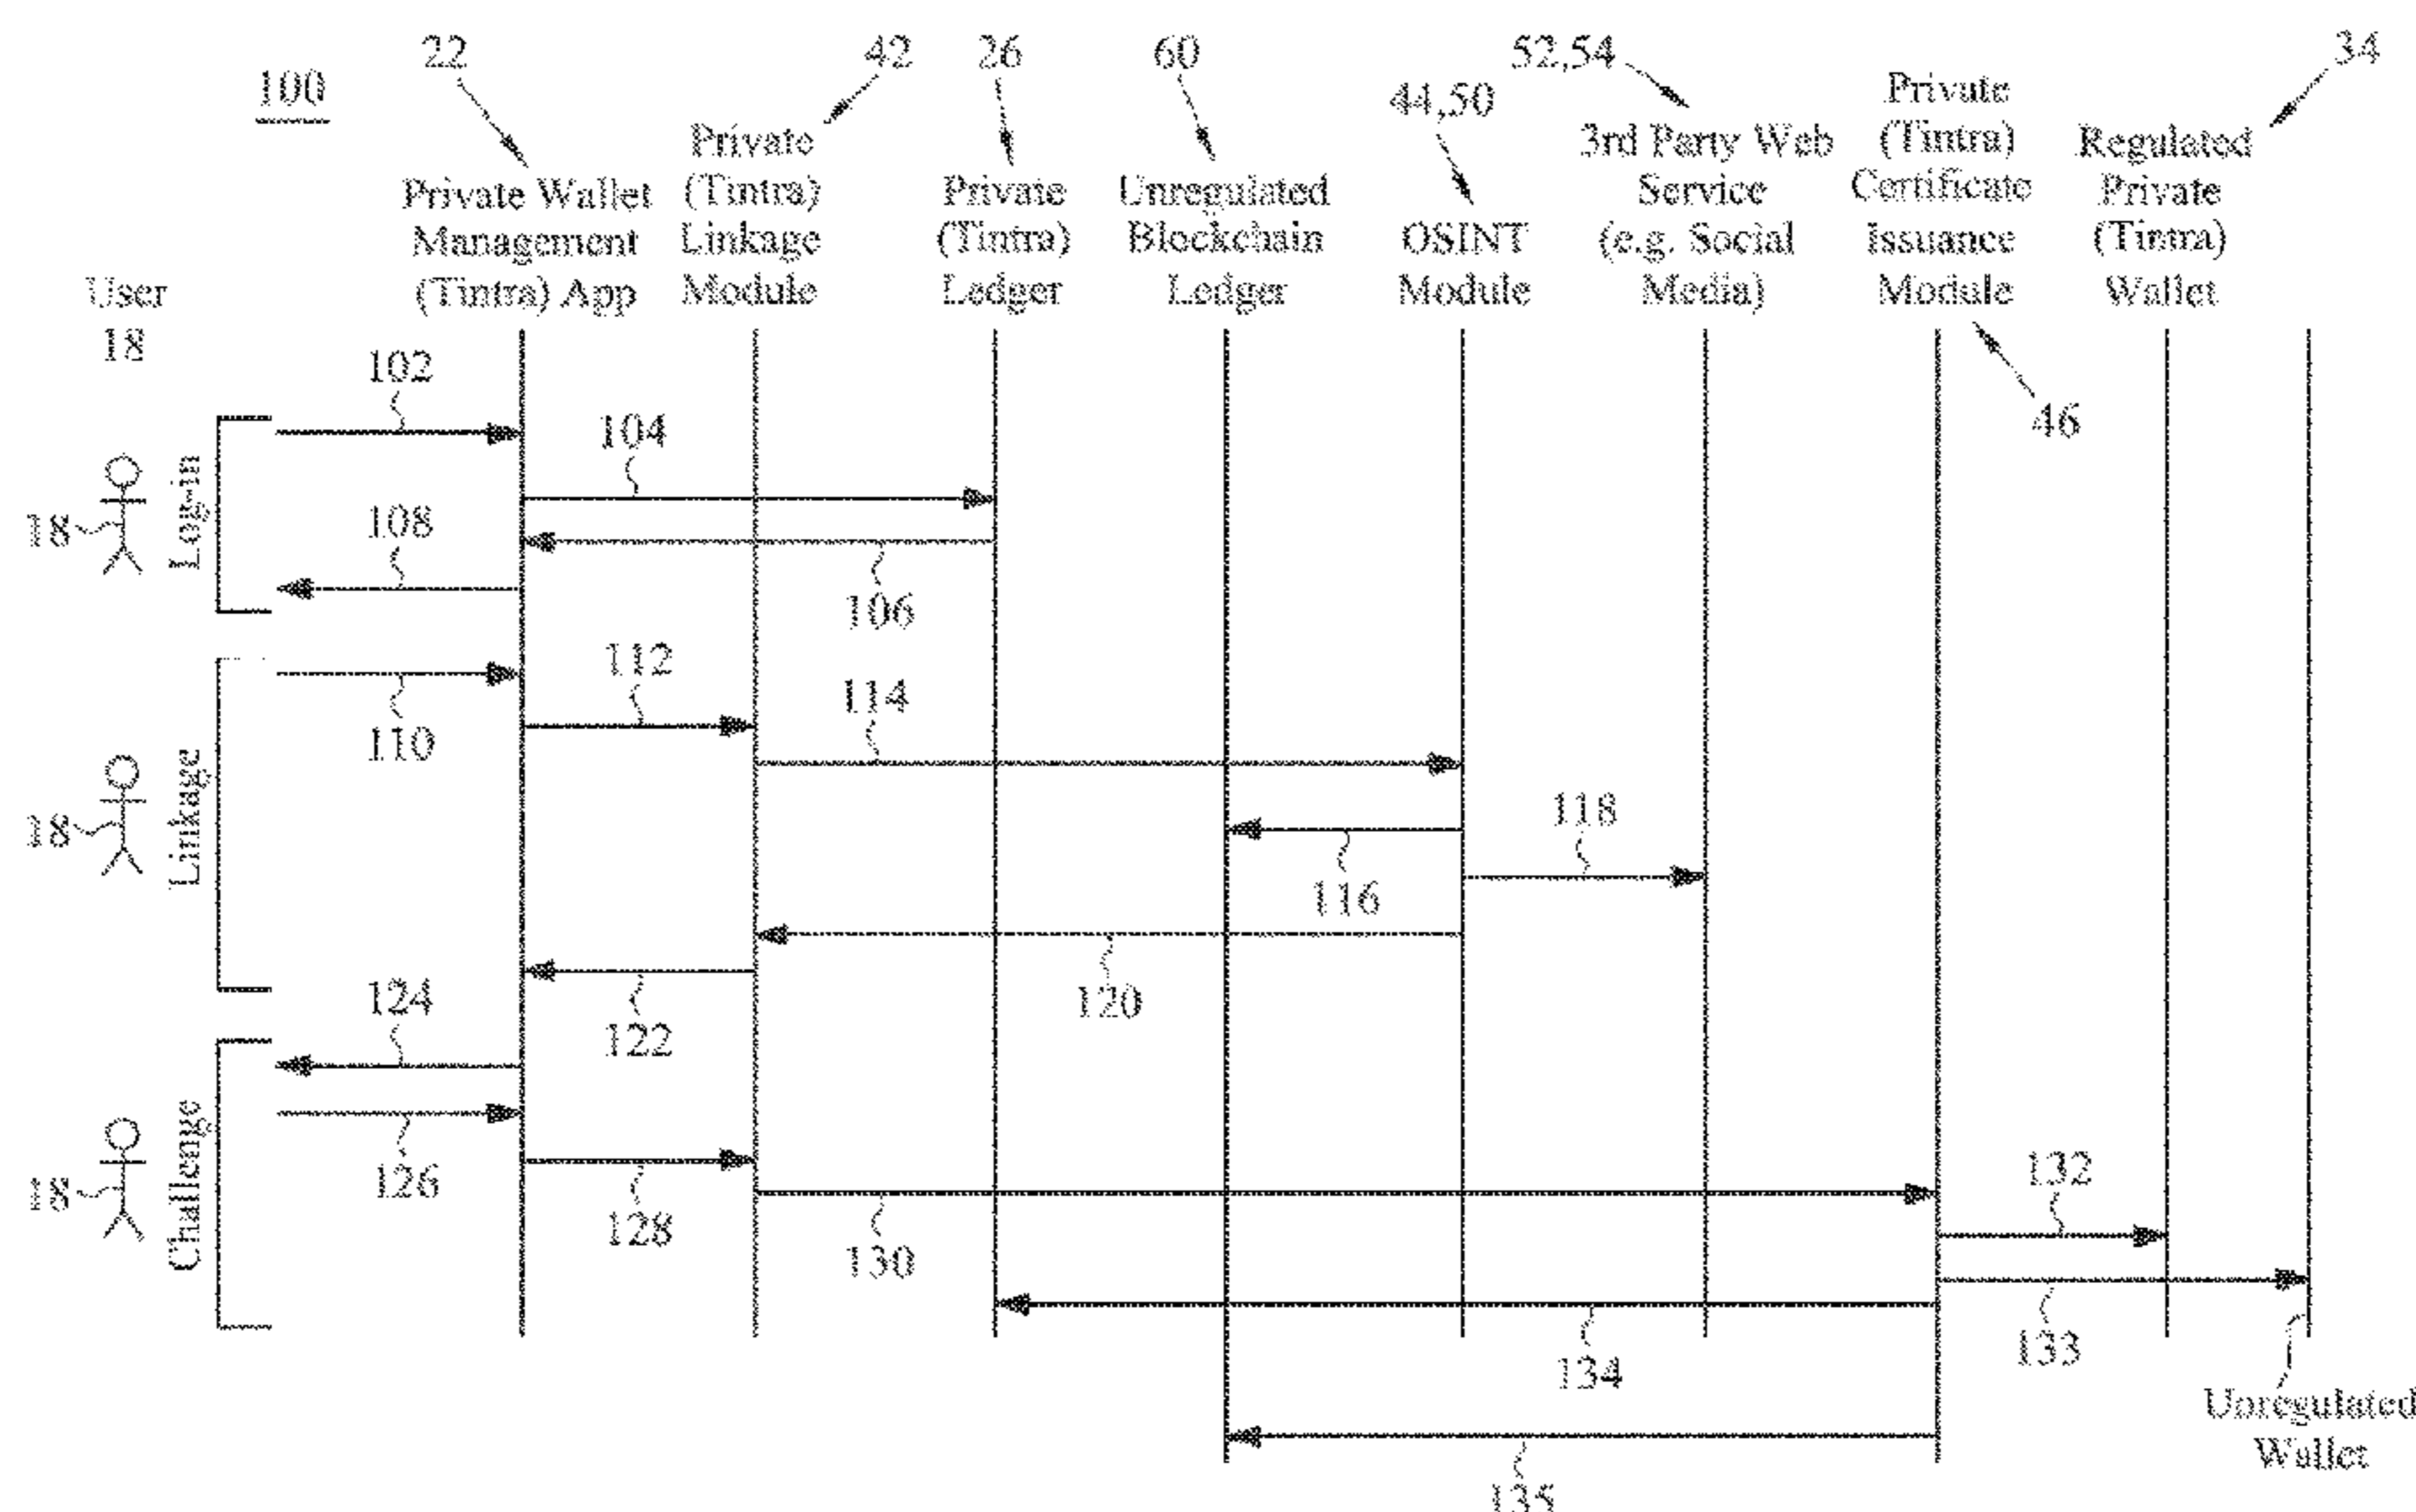 100
22
42
26
60
44,50
52,54
34
User
18
Private Wallet
Management
(Tintra) App
Private
(Tintra)
Linkage
Module
Private
(Tintra)
Ledger
Unregulated
Blockchain
Ledger
OSINT
Module
3rd Party Web
Service
(e.g. Social
Media)
Private
(Tintra)
Certificate
Issuance
Module
46
Regulated
Private
(Tintra)
Wallet
Log-in
18
102
104
106
108
Linkage
18
110
112
114
116
118
120
122
Challenge
18
124
126
128
130
132
133
134
135
Unregulated
Wallet